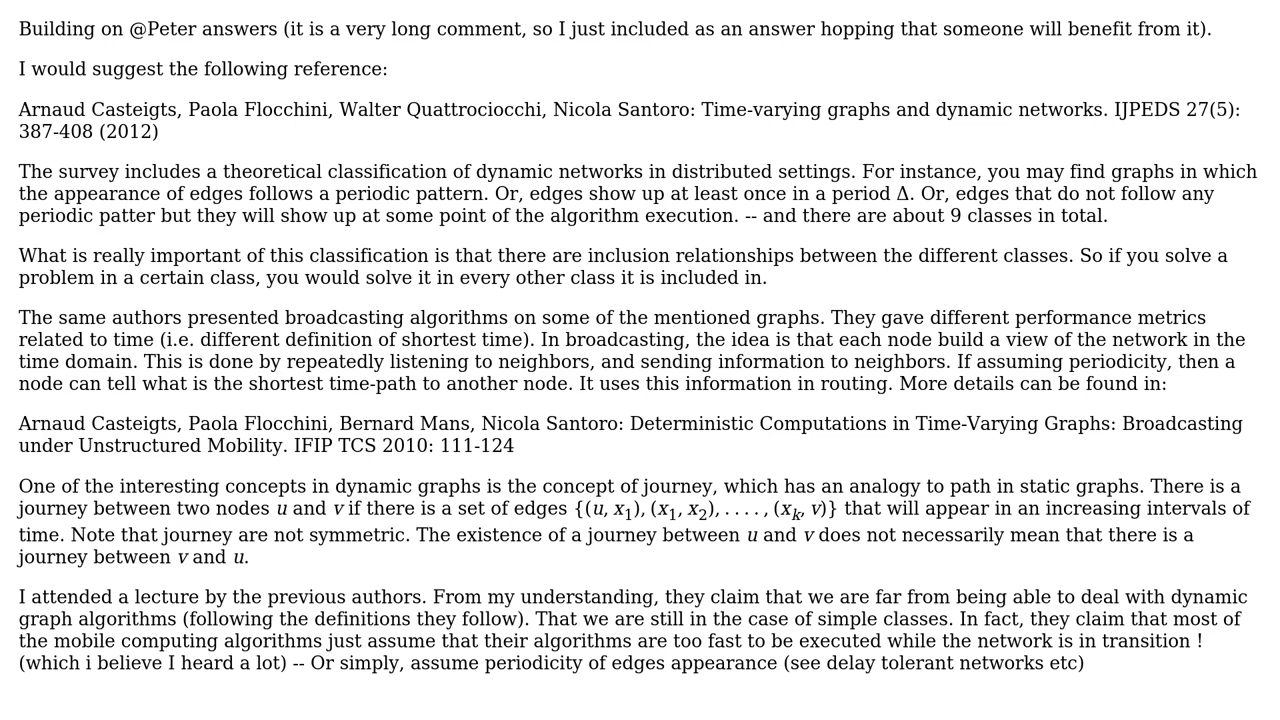 Building on @Peter answers (it is a very long comment, so I just included as an answer hopping that someone will benefit from it).
I would suggest the following reference:
Arnaud Casteigts, Paola Flocchini, Walter Quattrociocchi, Nicola Santoro: Time-varying graphs and dynamic networks. IJPEDS 27(5):
387-408 (2012)
The survey includes a theoretical classification of dynamic networks in distributed settings. For instance, you may find graphs in which
the appearance of edges follows a periodic pattern. Or, edges show up at least once in a period Δ. Or, edges that do not follow any
periodic patter but they will show up at some point of the algorithm execution. -- and there are about 9 classes in total.
What is really important of this classification is that there are inclusion relationships between the different classes. So if you solve a
problem in a certain class, you would solve it in every other class it is included in.
The same authors presented broadcasting algorithms on some of the mentioned graphs. They gave different performance metrics
related to time (i.e. different definition of shortest time). In broadcasting, the idea is that each node build a view of the network in the
time domain. This is done by repeatedly listening to neighbors, and sending information to neighbors. If assuming periodicity, then a
node can tell what is the shortest time-path to another node. It uses this information in routing. More details can be found in:
Arnaud Casteigts, Paola Flocchini, Bernard Mans, Nicola Santoro: Deterministic Computations in Time-Varying Graphs: Broadcasting
under Unstructured Mobility. IFIP TCS 2010: 111-124
One of the interesting concepts in dynamic graphs is the concept of journey, which has an analogy to path in static graphs. There is a
journey between two nodes u and v if there is a set of edges {(u, x₁), (x₁, x₂), . . . . , (xₖ, v)} that will appear in an increasing intervals of
time. Note that journey are not symmetric. The existence of a journey between u and v does not necessarily mean that there is a
journey between v and u.
I attended a lecture by the previous authors. From my understanding, they claim that we are far from being able to deal with dynamic
graph algorithms (following the definitions they follow). That we are still in the case of simple classes. In fact, they claim that most of
the mobile computing algorithms just assume that their algorithms are too fast to be executed while the network is in transition !
(which i believe I heard a lot) -- Or simply, assume periodicity of edges appearance (see delay tolerant networks etc)